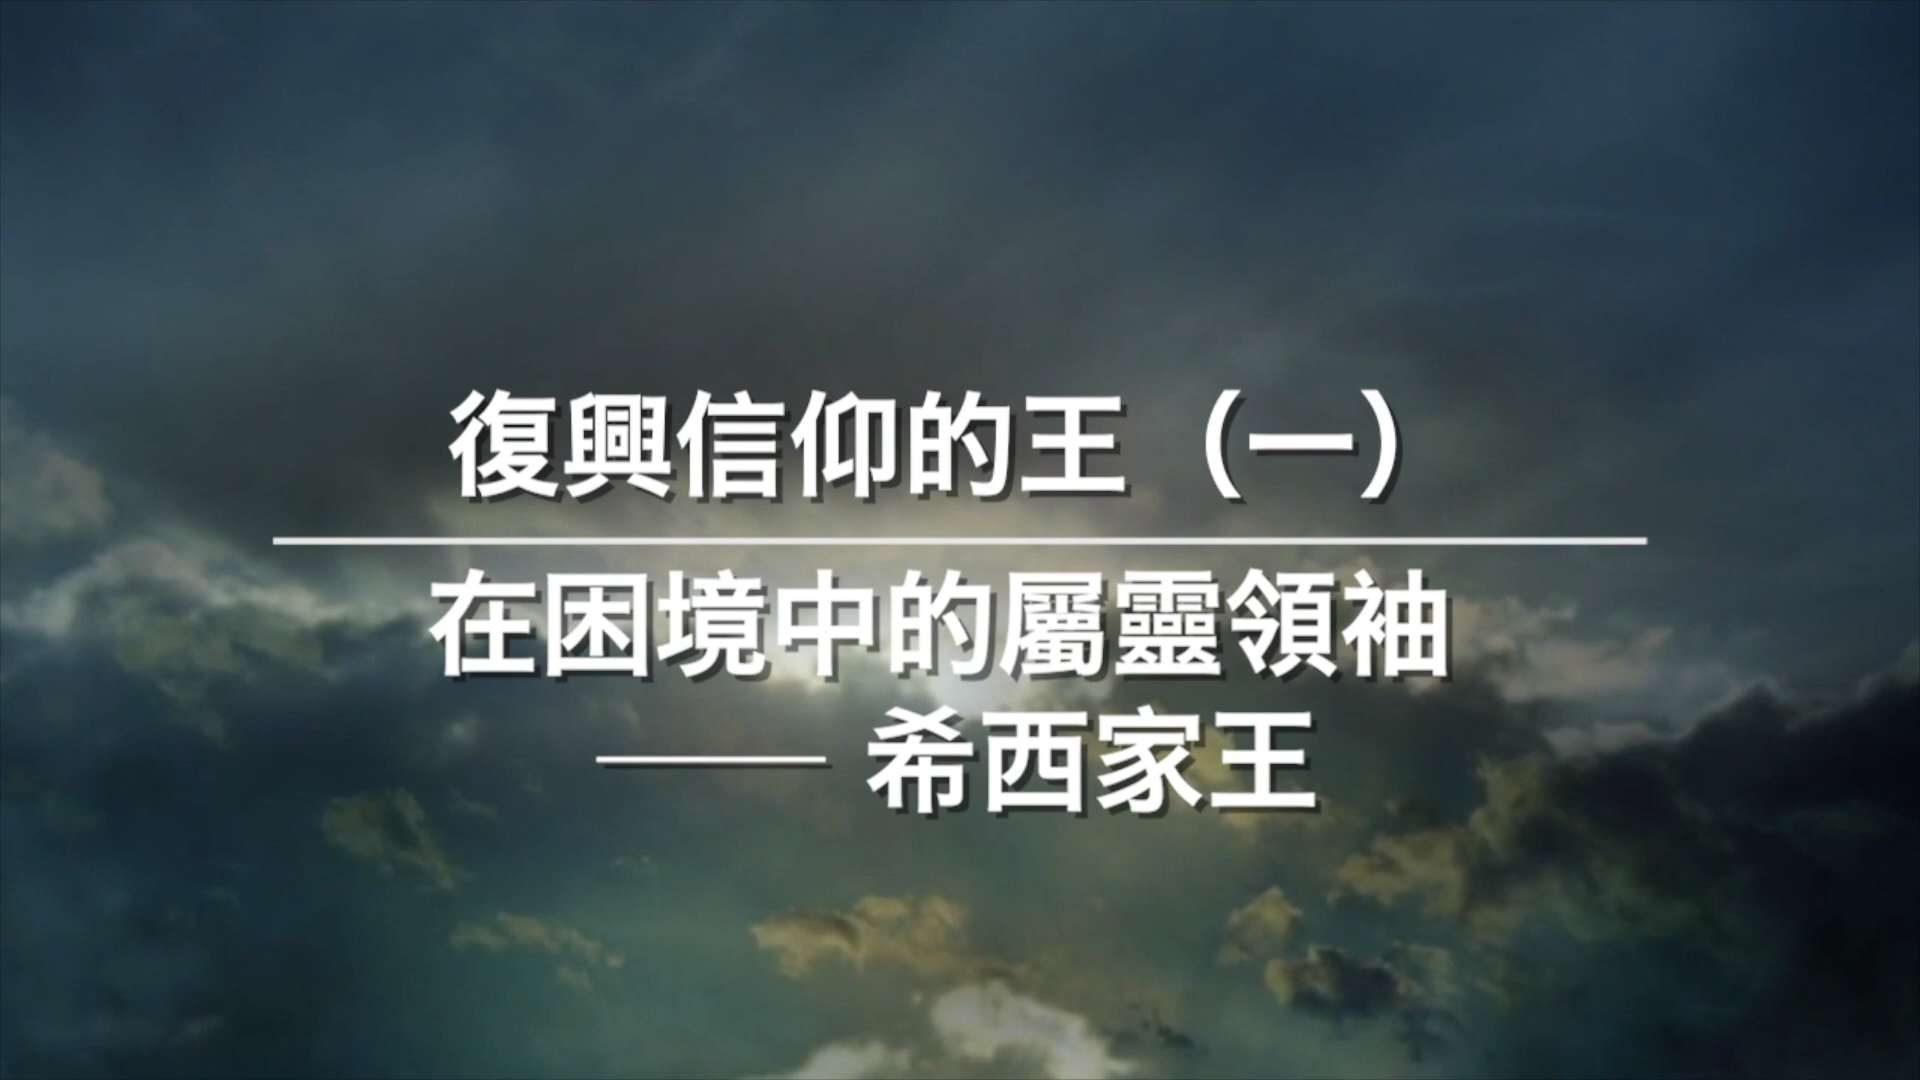 復興信仰的王（一）
在困境中的屬靈領袖
—— 希西家王